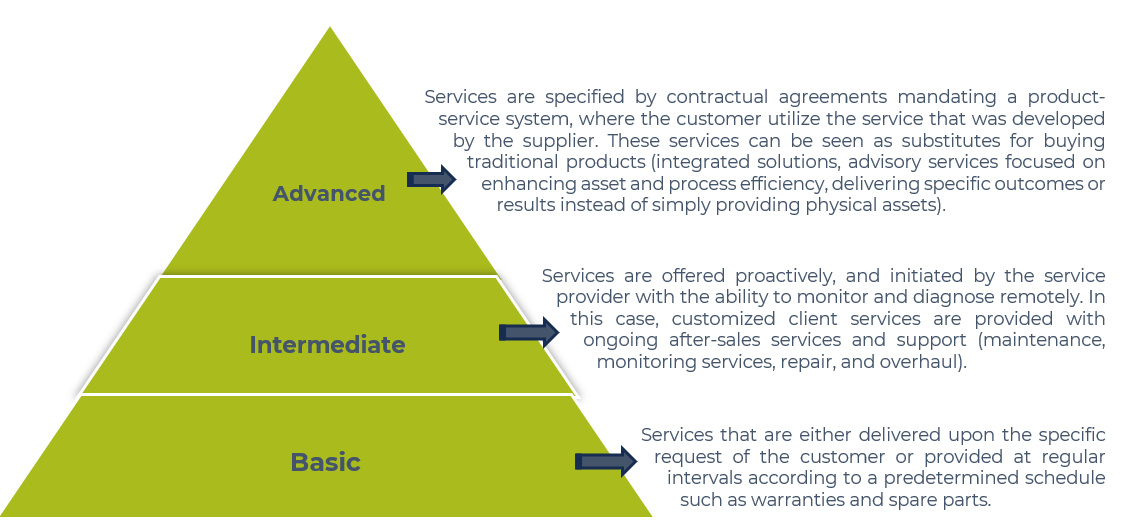 Services are specified by contractual agreements mandating a product-
service system, where the customer utilize the service that was developed
by the supplier. These services can be seen as substitutes for buying
traditional products (integrated solutions, advisory services focused on
enhancing asset and process efficiency, delivering specific outcomes or
results instead of simply providing physical assets).
Advanced
Services are offered proactively, and initiated by the service
provider with the ability to monitor and diagnose remotely. In
this case, customized client services are provided with
ongoing after-sales services and support (maintenance,
monitoring services, repair, and overhaul).
Intermediate
Services that are either delivered upon the specific
request of the customer or provided at regular
intervals according to a predetermined schedule
such as warranties and spare parts.
Basic